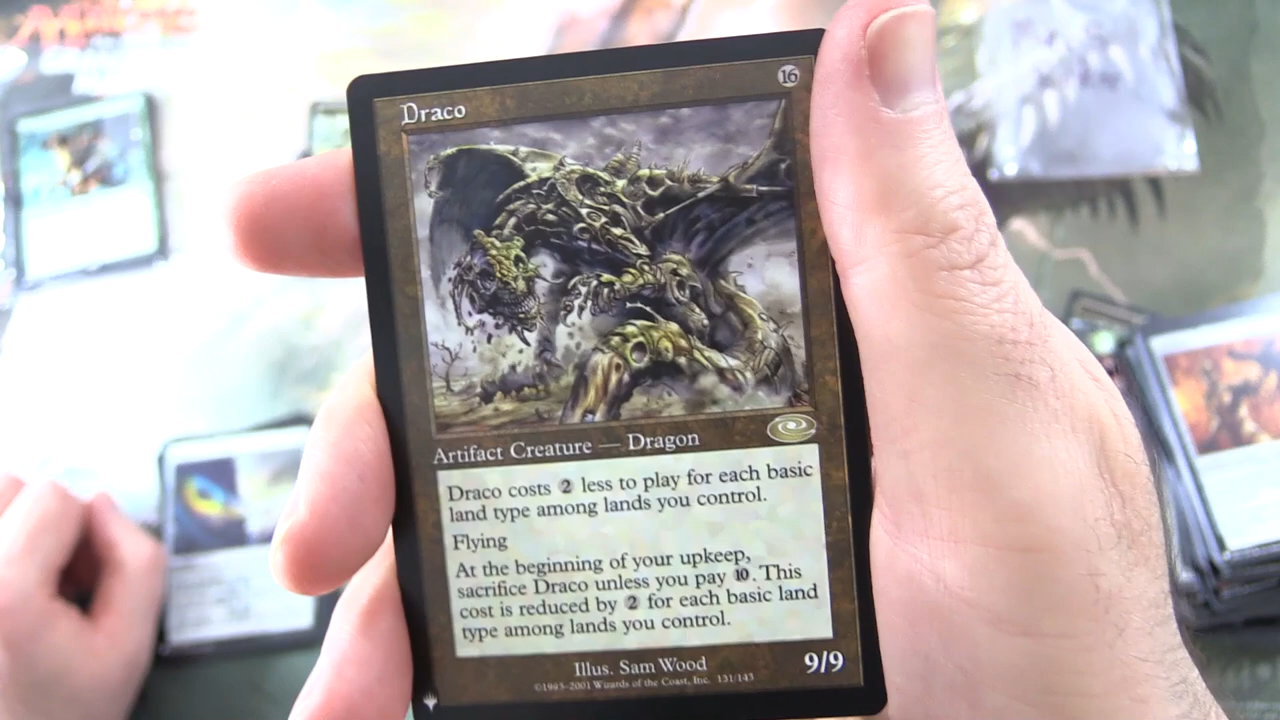 Draco
16
Artifact Creature — Dragon
Draco costs 2 less to play for each basic
land type among lands you control.
Flying
At the beginning of your upkeep,
sacrifice Draco unless you pay 10. This
cost is reduced by 2 for each basic land
type among lands you control.
Illus. Sam Wood
9/9
©1993–2001 Wizards of the Coast, Inc. 131/143